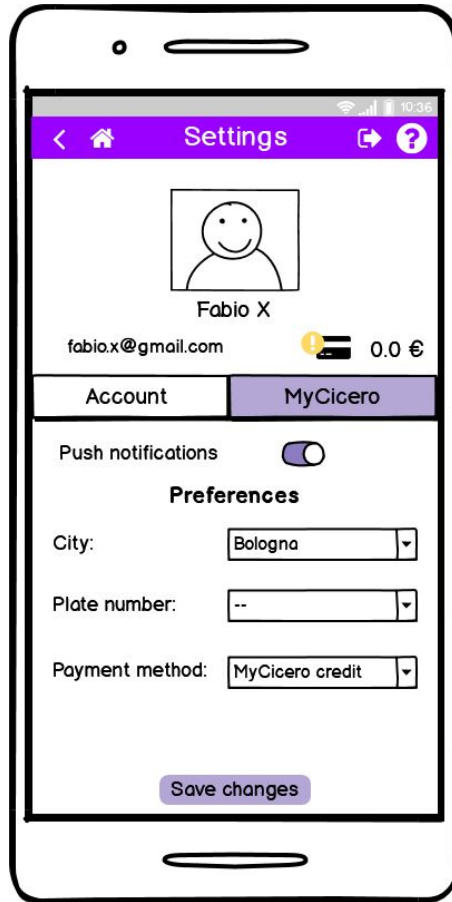 10:36
Settings
?
Fabio X
fabio.x@gmail.com ! 0.0 €
Account MyCicero
Push notifications
Preferences
City: Bologna
Plate number: --
Payment method: MyCicero credit
Save changes